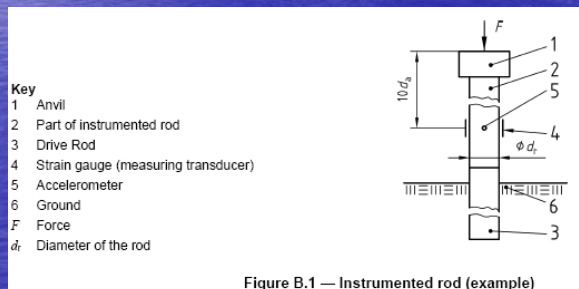 Key
1 Anvil
2 Part of instrumented rod
3 Drive Rod
4 Strain gauge (measuring transducer)
5 Accelerometer
6 Ground
F Force
dr Diameter of the rod
F
1
2
5
10 da
4
ϕ dr
6
3
Figure B.1 — Instrumented rod (example)